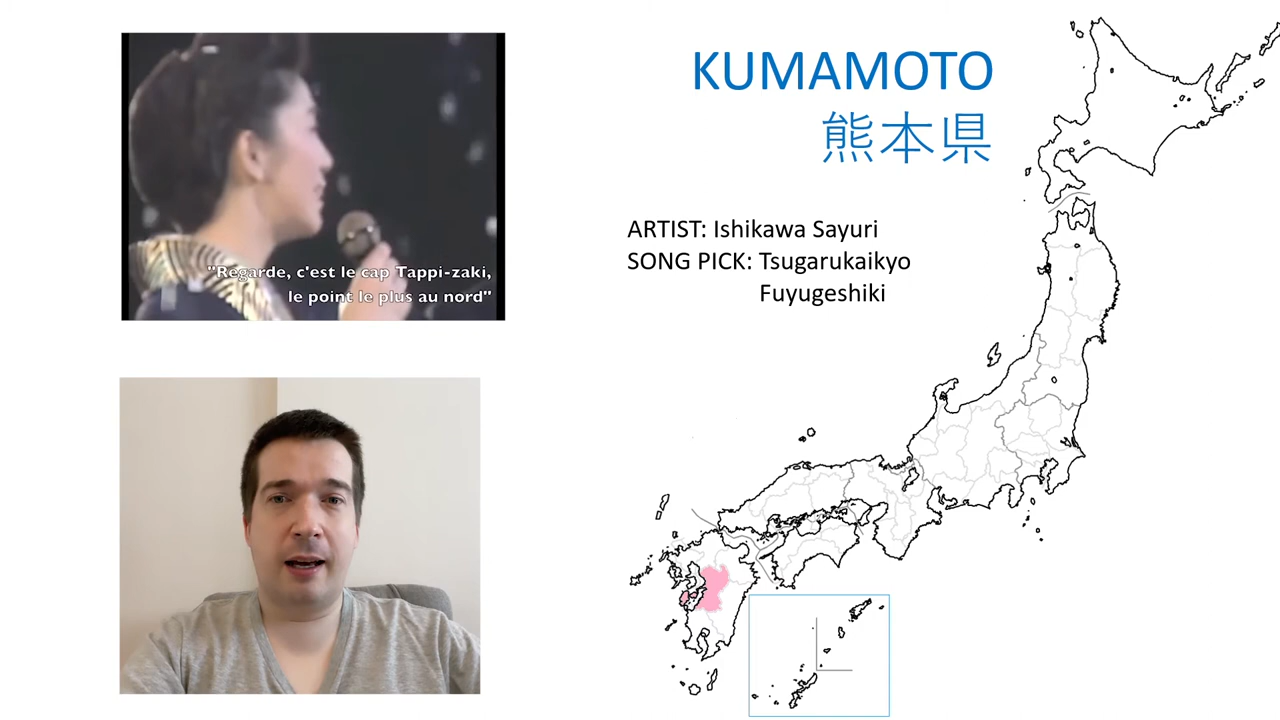 KUMAMOTO
熊本県
ARTIST: Ishikawa Sayuri
SONG PICK: Tsugarukaikyo
Fuyugeshiki
"Regarde, c'est le cap Tappi-zaki,
le point le plus au nord"